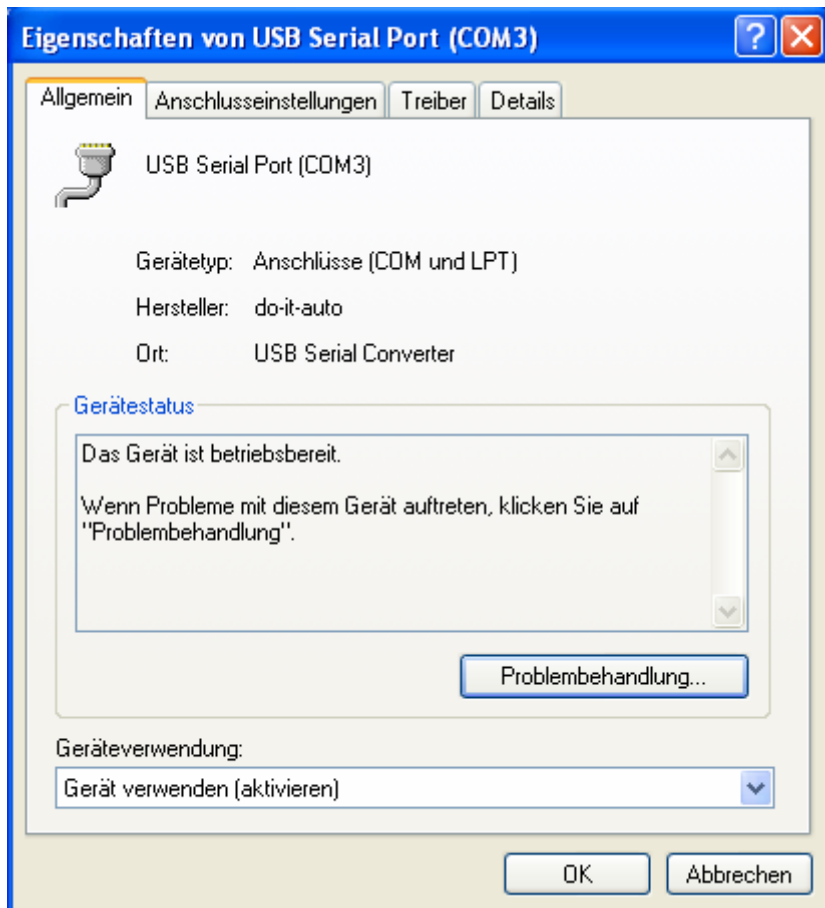 Eigenschaften von USB Serial Port (COM3)
Allgemein Anschlusseinstellungen Treiber Details
USB Serial Port (COM3)
Gerätetyp: Anschlüsse (COM und LPT)
Hersteller: do-it-auto
Ort: USB Serial Converter
Gerätestatus
Das Gerät ist betriebsbereit.
Wenn Probleme mit diesem Gerät auftreten, klicken Sie auf
"Problembehandlung".
Problembehandlung...
Geräteverwendung:
Gerät verwenden (aktivieren)
OK Abbrechen